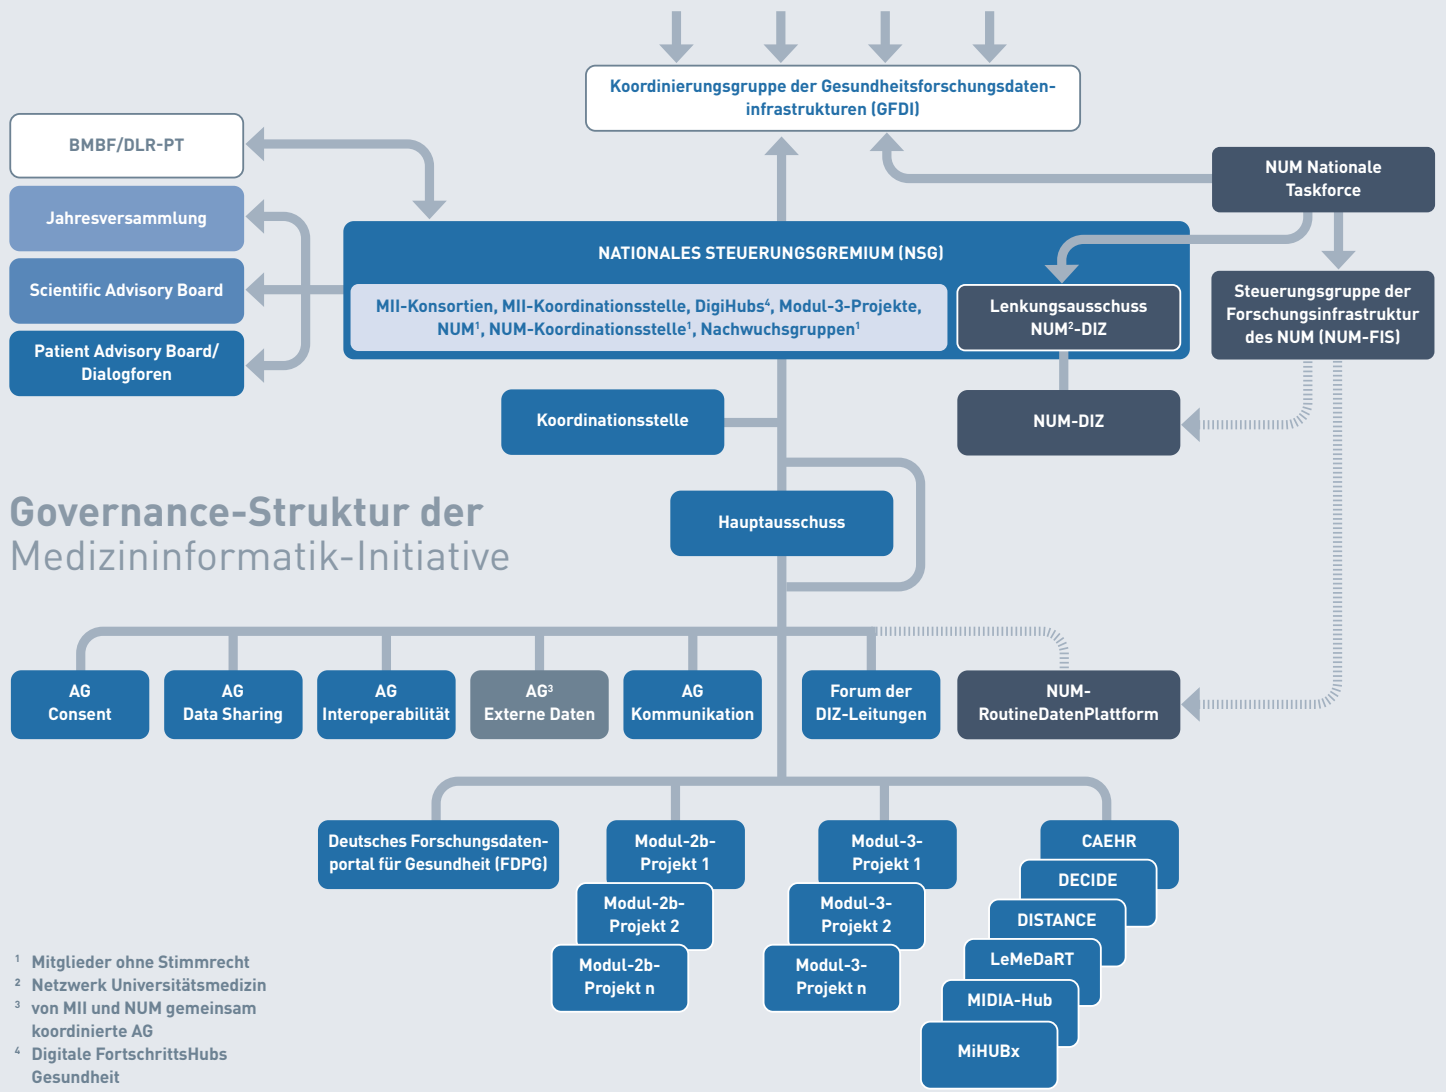 Koordinierungsgruppe der Gesundheitsforschungsdaten-
infrastrukturen (GFDI)
BMBF/DLR-PT
Jahresversammlung
Scientific Advisory Board
Patient Advisory Board/
Dialogforen
NUM Nationale
Taskforce
NATIONALES STEUERUNGSGREMIUM (NSG)
MII-Konsortien, MII-Koordinationsstelle, DigiHubs⁴, Modul-3-Projekte,
NUM¹, NUM-Koordinationsstelle¹, Nachwuchsgruppen¹
Lenkungsausschuss
NUM²-DIZ
Steuerungsgruppe der
Forschungsinfrastruktur
des NUM (NUM-FIS)
Koordinationsstelle
NUM-DIZ
Hauptausschuss
Governance-Struktur der
Medizininformatik-Initiative
AG
Consent
AG
Data Sharing
AG
Interoperabilität
AG³
Externe Daten
AG
Kommunikation
Forum der
DIZ-Leitungen
NUM-
RoutineDatenPlattform
Deutsches Forschungsdaten-
portal für Gesundheit (FDPG)
Modul-2b-
Projekt 1
Modul-2b-
Projekt 2
Modul-2b-
Projekt n
Modul-3-
Projekt 1
Modul-3-
Projekt 2
Modul-3-
Projekt n
CAEHR
DECIDE
DISTANCE
LeMeDaRT
MIDIA-Hub
MiHUBx
¹ Mitglieder ohne Stimmrecht
² Netzwerk Universitätsmedizin
³ von MII und NUM gemeinsam
koordinierte AG
⁴ Digitale FortschrittsHubs
Gesundheit